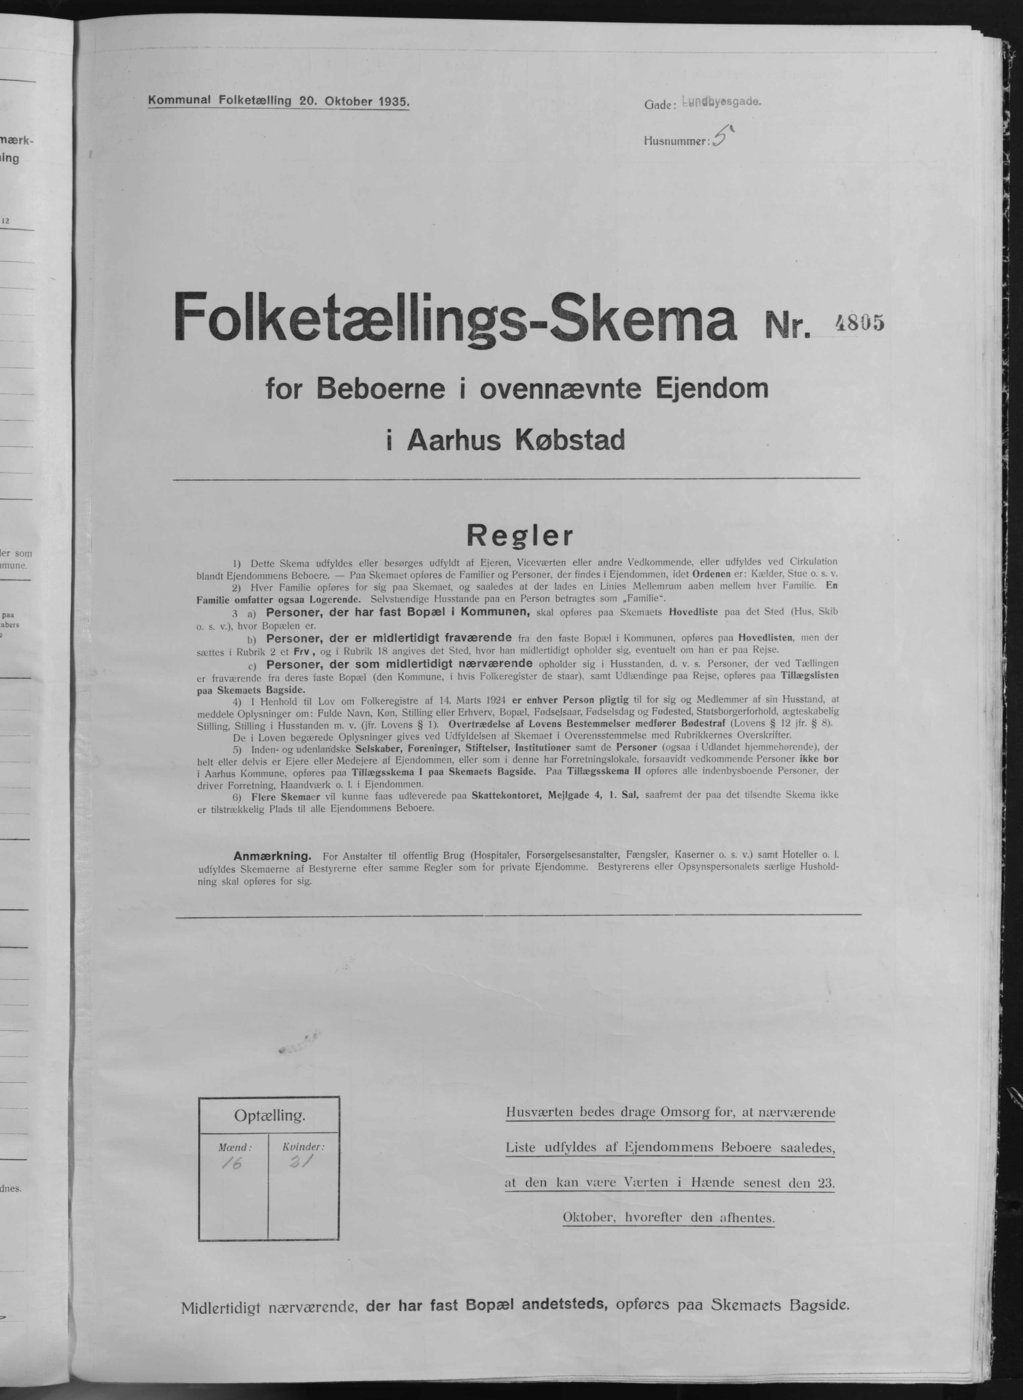 mærk-
ing
12
der som
mune.
paa
kabers
dnes.
Kommunal Folketælling 20. Oktober 1935.
Gade: Lundbyesgade.
Husnummer: 5
Folketællings-Skema Nr. 4805
for Beboerne i ovennævnte Ejendom
i Aarhus Købstad
Regler
1) Dette Skema udfyldes eller besørges udfyldt af Ejeren, Viceværten eller andre Vedkommende, eller udfyldes ved Cirkulation
blandt Ejendommens Beboere. — Paa Skemaet opføres de Familier og Personer, der findes i Ejendommen, idet Ordenen er: Kælder, Stue o. s. v.
2) Hver Familie opføres for sig paa Skemaet, og saaledes at der lades en Linies Mellemrum aaben mellem hver Familie. En
Familie omfatter ogsaa Logerende. Selvstændige Husstande paa en Person betragtes som „Familie“.
3 a) Personer, der har fast Bopæl i Kommunen, skal opføres paa Skemaets Hovedliste paa det Sted (Hus, Skib
o. s. v.), hvor Bopælen er.
b) Personer, der er midlertidigt fraværende fra den faste Bopæl i Kommunen, opføres paa Hovedlisten, men der
sættes i Rubrik 2 et Frv, og i Rubrik 18 angives det Sted, hvor han midlertidigt opholder sig, eventuelt om han er paa Rejse.
c) Personer, der som midlertidigt nærværende opholder sig i Husstanden, d. v. s. Personer, der ved Tællingen
er fraværende fra deres faste Bopæl (den Kommune, i hvis Folkeregister de staar), samt Udlændinge paa Rejse, opføres paa Tillægslisten
paa Skemaets Bagside.
4) I Henhold til Lov om Folkeregistre af 14. Marts 1924 er enhver Person pligtig til for sig og Medlemmer af sin Husstand, at
meddele Oplysninger om: Fulde Navn, Køn, Stilling eller Erhverv, Bopæl, Fødselsaar, Fødselsdag og Fødested, Statsborgerforhold, ægteskabelig
Stilling, Stilling i Husstanden m. v. (jfr. Lovens § 1). Overtrædelse af Lovens Bestemmelser medfører Bødestraf (Lovens § 12 jfr. § 8).
De i Loven begærede Oplysninger gives ved Udfyldelsen af Skemaet i Overensstemmelse med Rubrikkernes Overskrifter.
5) Inden- og udenlandske Selskaber, Foreninger, Stiftelser, Institutioner samt de Personer (ogsaa i Udlandet hjemmehørende), der
helt eller delvis er Ejere eller Medejere af Ejendommen, eller som i denne har Forretningslokale, forsaavidt vedkommende Personer ikke bor
i Aarhus Kommune, opføres paa Tillægsskema I paa Skemaets Bagside. Paa Tillægsskema II opføres alle indenbysboende Personer, der
driver Forretning, Haandværk o. l. i Ejendommen.
6) Flere Skemaer vil kunne faas udleverede paa Skattekontoret, Mejlgade 4, 1. Sal, saafremt der paa det tilsendte Skema ikke
er tilstrækkelig Plads til alle Ejendommens Beboere.
Anmærkning. For Anstalter til offentlig Brug (Hospitaler, Forsørgelsesanstalter, Fængsler, Kaserner o. s. v.) samt Hoteller o. l.
udfyldes Skemaerne af Bestyrerne efter samme Regler som for private Ejendomme. Bestyrerens eller Opsynspersonalets særlige Hushold-
ning skal opføres for sig.
Optælling.
Mænd: Kvinder:
16 21
Husværten bedes drage Omsorg for, at nærværende
Liste udfyldes af Ejendommens Beboere saaledes,
at den kan være Værten i Hænde senest den 23.
Oktober, hvorefter den afhentes.
Midlertidigt nærværende, der har fast Bopæl andetsteds, opføres paa Skemaets Bagside.